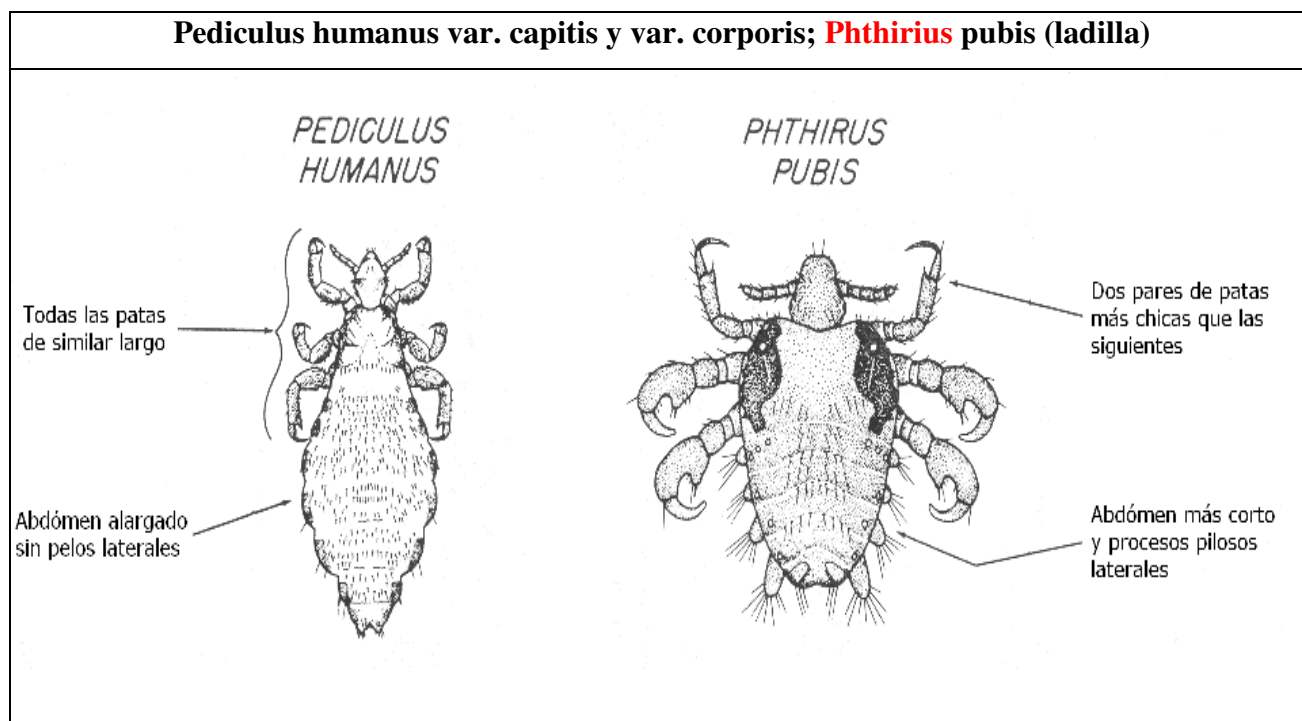 Pediculus humanus var. capitis y var. corporis; Phthirius pubis (ladilla)
PEDICULUS
HUMANUS
PHTHIRUS
PUBIS
Todas las patas
de similar largo
Dos pares de patas
más chicas que las
siguientes
Abdómen alargado
sin pelos laterales
Abdómen más corto
y procesos pilosos
laterales